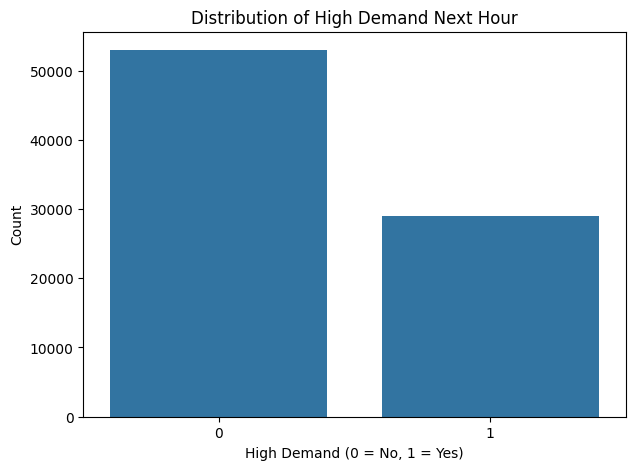 Distribution of High Demand Next Hour
50000
40000
30000
20000
10000
0
Count
0 1
High Demand (0 = No, 1 = Yes)